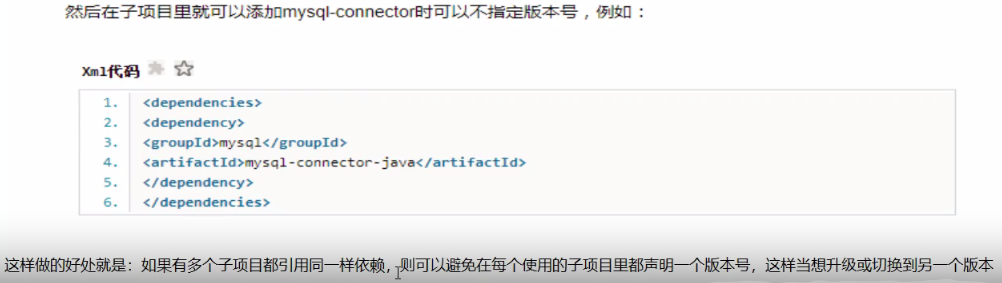 然后在子项目里就可以添加mysql-connector时可以不指定版本号，例如：
Xml代码
1. <dependencies>
2. <dependency>
3. <groupId>mysql</groupId>
4. <artifactId>mysql-connector-java</artifactId>
5. </dependency>
6. </dependencies>
这样做的好处就是：如果有多个子项目都引用同一样依赖，则可以避免在每个使用的子项目里都声明一个版本号，这样当想升级或切换到另一个版本